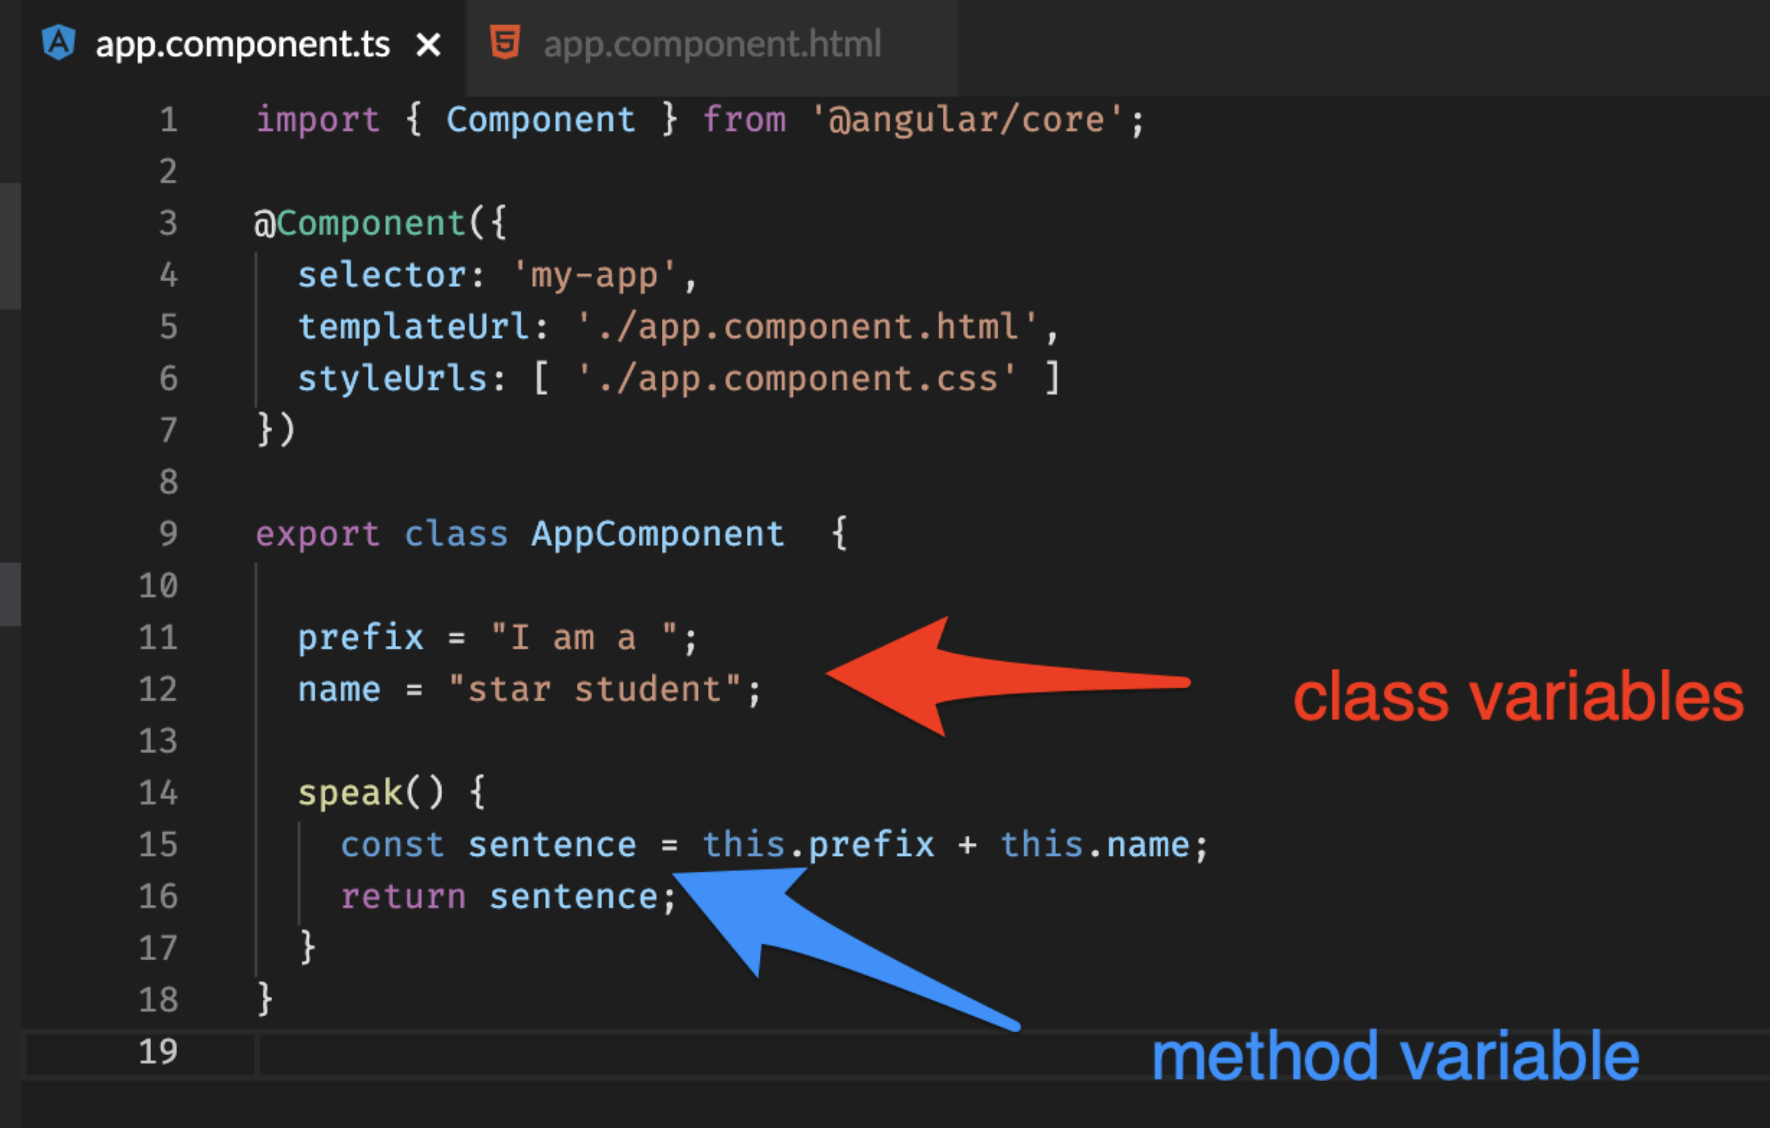 app.component.ts × app.component.html
1 import { Component } from '@angular/core';
2
3 @Component({
4 selector: 'my-app',
5 templateUrl: './app.component.html',
6 styleUrls: [ './app.component.css' ]
7 })
8
9 export class AppComponent  {
10
11 prefix = "I am a ";
12 name = "star student";
class variables
13
14 speak() {
15 const sentence = this.prefix + this.name;
16 return sentence;
17 }
18 }
19
method variable